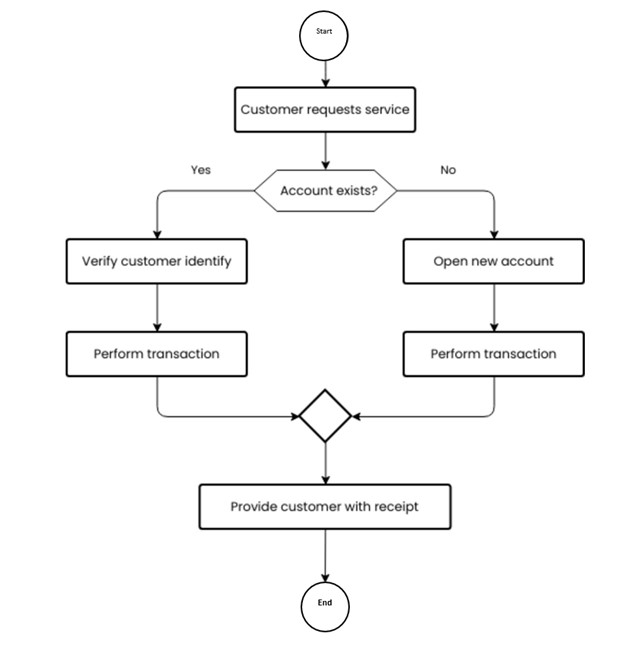 Start
Customer requests service
Yes
No
Account exists?
Verify customer identify
Open new account
Perform transaction
Perform transaction
Provide customer with receipt
End